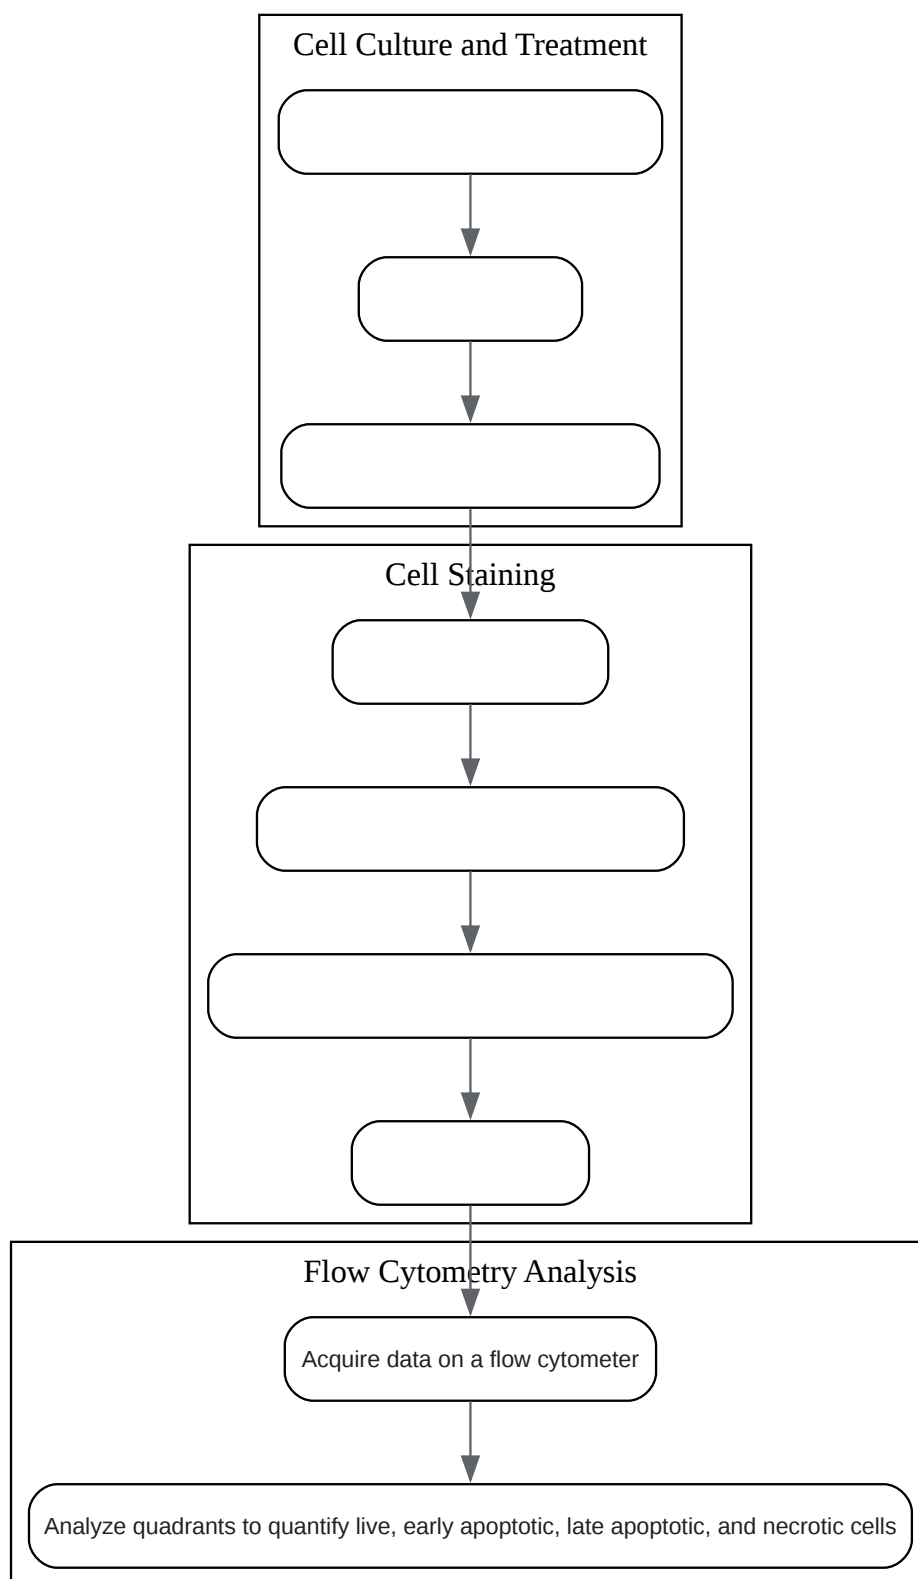 Cell Culture and Treatment
Cell Staining
Flow Cytometry Analysis
Acquire data on a flow cytometer
Analyze quadrants to quantify live, early apoptotic, late apoptotic, and necrotic cells